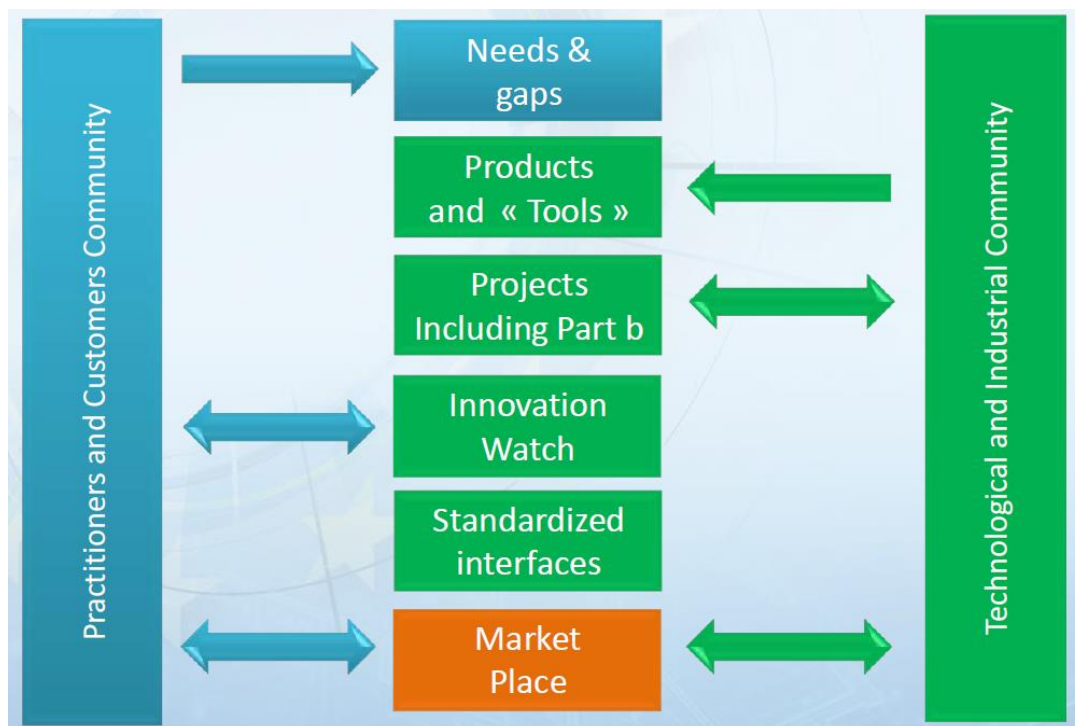 Practitioners and Customers Community
Needs &
gaps
Products
and « Tools »
Projects
Including Part b
Innovation
Watch
Standardized
interfaces
Market
Place
Technological and Industrial Community